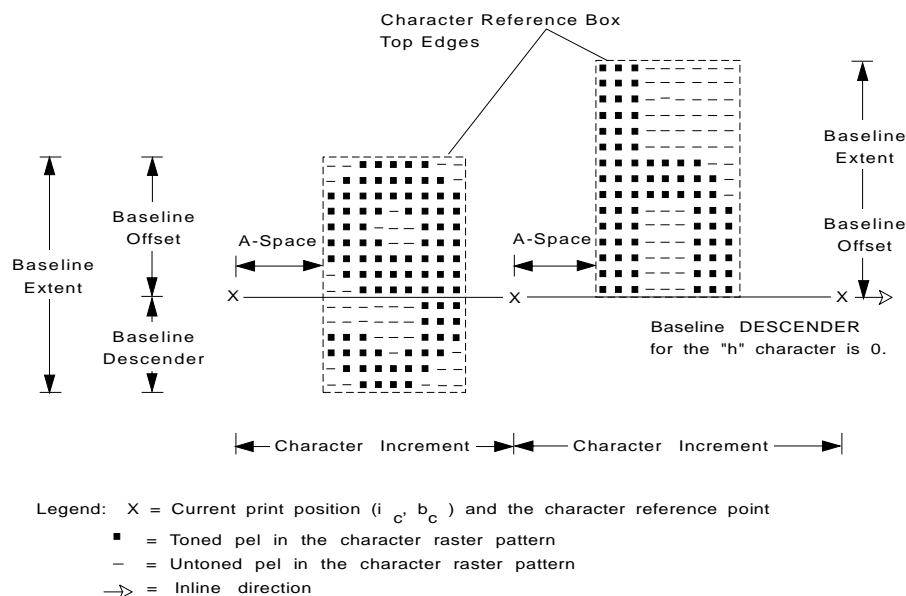 Character Reference Box
Top Edges
Baseline
Extent
Baseline
Offset
Baseline
Offset
A-Space
A-Space
Baseline
Extent
X
X
X
Baseline
Descender
Baseline DESCENDER
for the "h" character is 0.
Character Increment
Character Increment
Legend: X = Current print position (i c, b c ) and the character reference point
■ = Toned pel in the character raster pattern
– = Untoned pel in the character raster pattern
= Inline direction